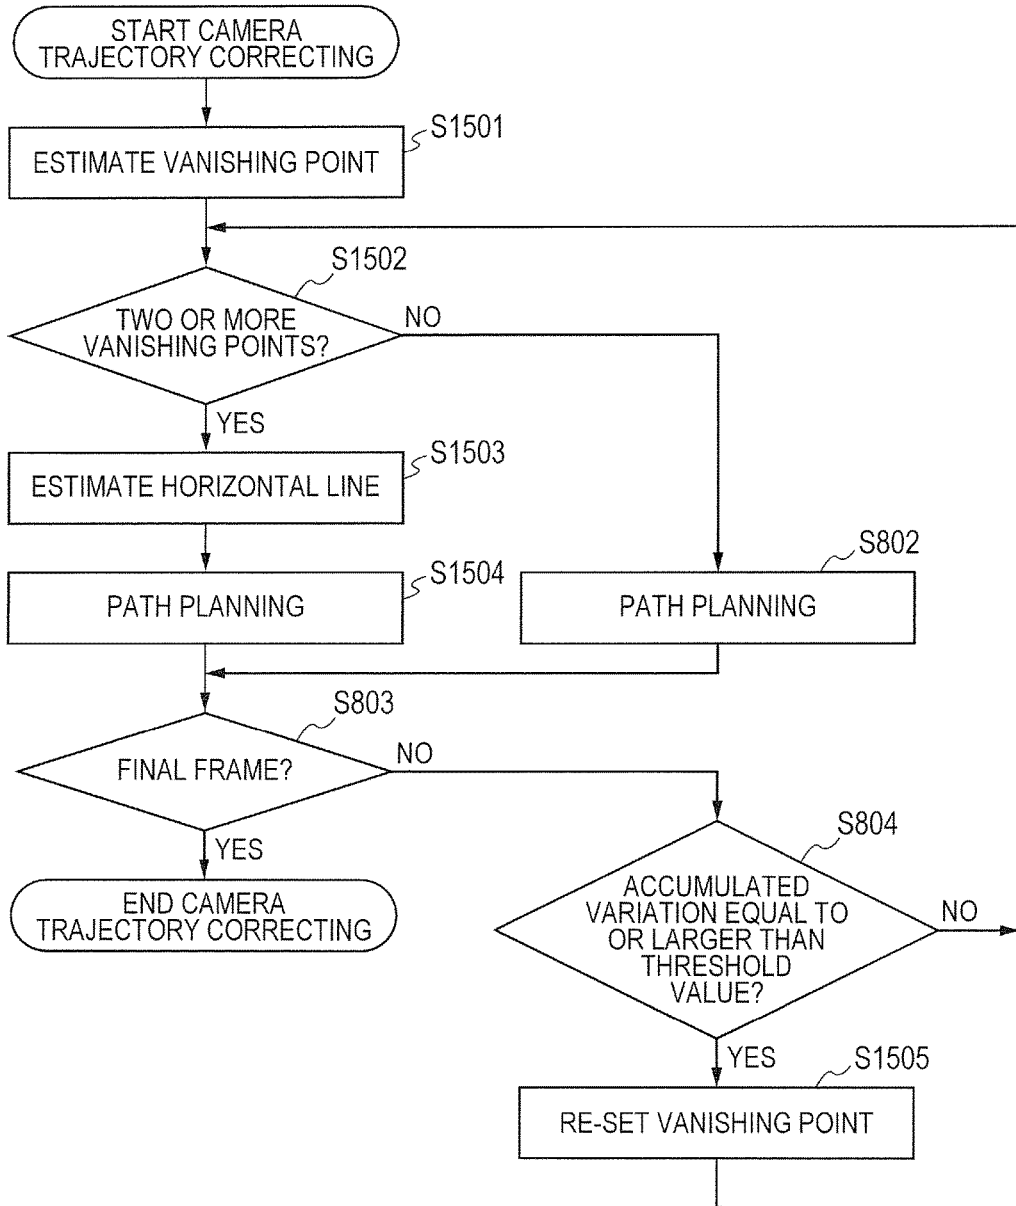 START CAMERA
TRAJECTORY CORRECTING
S1501
ESTIMATE VANISHING POINT
S1502
TWO OR MORE
VANISHING POINTS?
NO
YES
S1503
ESTIMATE HORIZONTAL LINE
S1504
PATH PLANNING
S802
PATH PLANNING
S803
FINAL FRAME?
NO
YES
END CAMERA
TRAJECTORY CORRECTING
S804
ACCUMULATED
VARIATION EQUAL TO
OR LARGER THAN
THRESHOLD
VALUE?
NO
YES
S1505
RE-SET VANISHING POINT